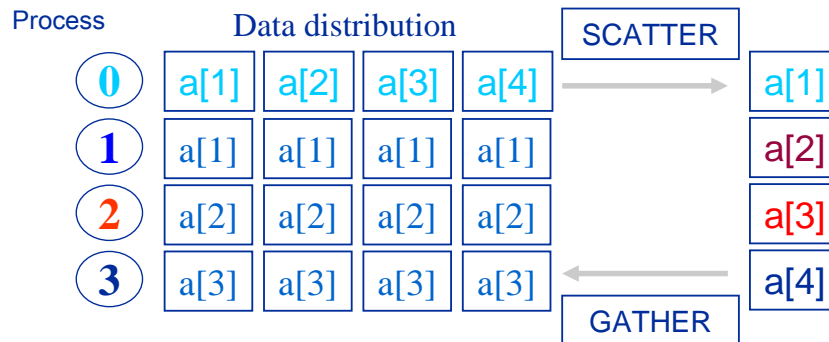 Process Data distribution SCATTER
0 a[1] a[2] a[3] a[4] a[1]
1 a[1] a[1] a[1] a[1] a[2]
2 a[2] a[2] a[2] a[2] a[3]
3 a[3] a[3] a[3] a[3] a[4]
GATHER